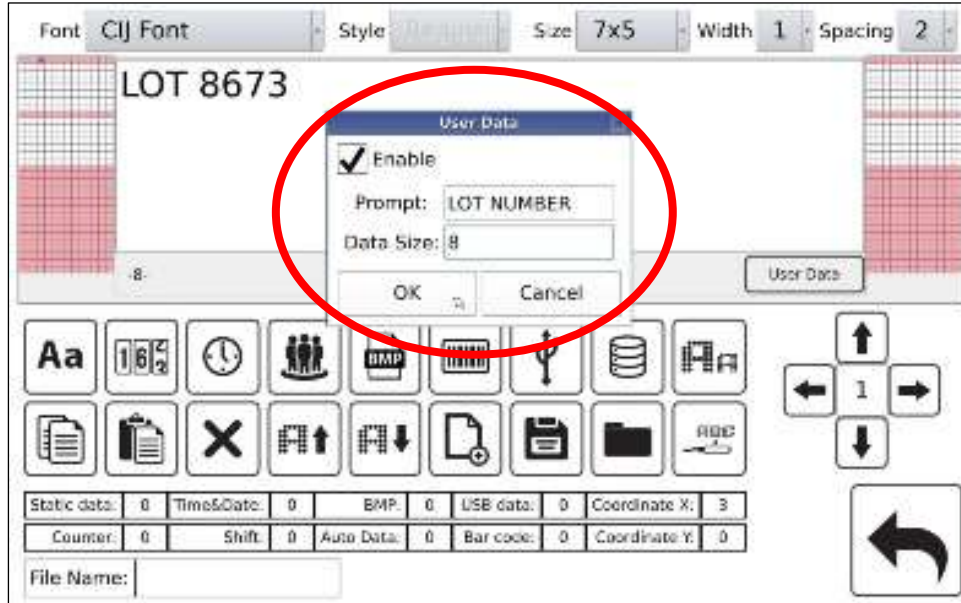 Font CIJ Font Style Size 7x5 Width 1 Spacing 2
LOT 8673
User Data
Enable
Prompt: LOT NUMBER
Data Size: 8
-8-
User Data
OK Cancel
Aa
BMP
ABC
1
Static data: 0 Time&Date: 0 BMP: 0 USB data: 0 Coordinate X: 3
Counter: 0 Shift: 0 Auto Data: 0 Bar code: 0 Coordinate Y: 0
File Name: